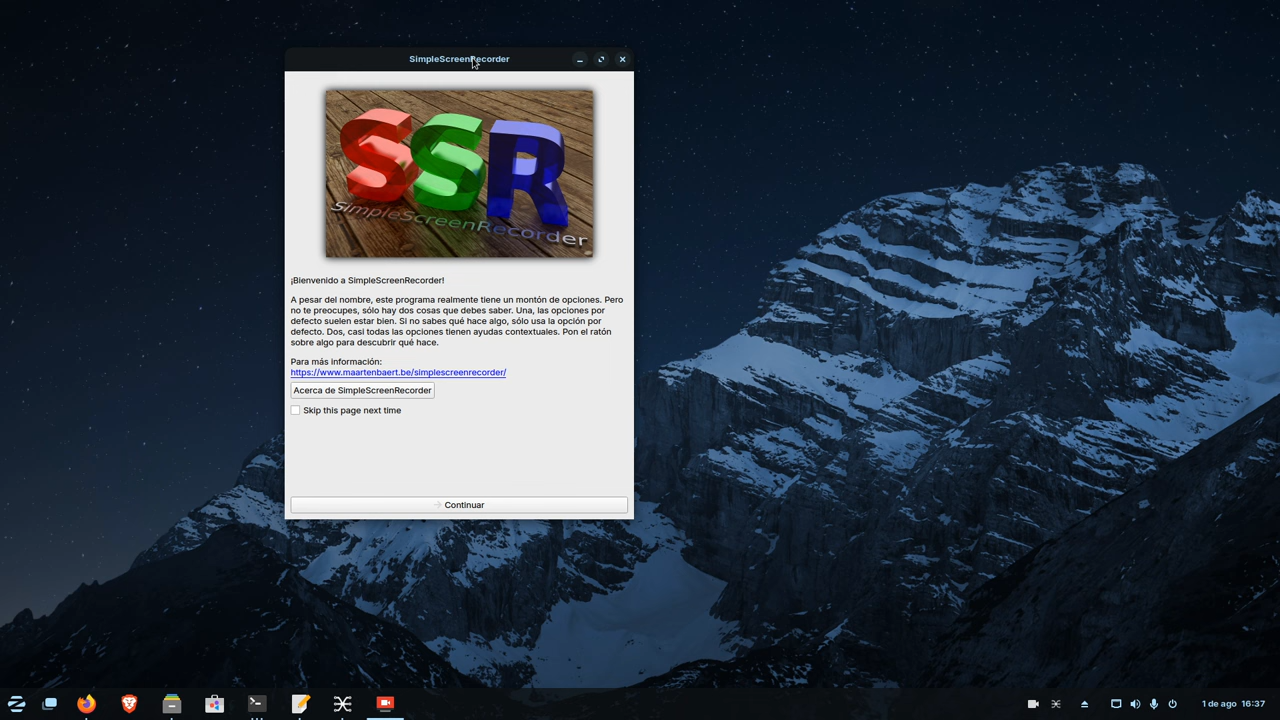 SimpleScreenRecorder
SSR
SimpleScreenRecorder
¡Bienvenido a SimpleScreenRecorder!
A pesar del nombre, este programa realmente tiene un montón de opciones. Pero
no te preocupes, sólo hay dos cosas que debes saber. Una, las opciones por
defecto suelen estar bien. Si no sabes qué hace algo, sólo usa la opción por
defecto. Dos, casi todas las opciones tienen ayudas contextuales. Pon el ratón
sobre algo para descubrir qué hace.
Para más información:
https://www.maartenbaert.be/simplescreenrecorder/
Acerca de SimpleScreenRecorder
Skip this page next time
Continuar
1 de ago 16:37